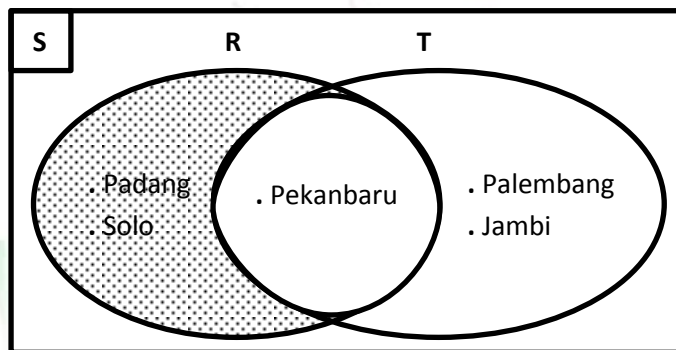 S R T
. Padang
. Solo
. Pekanbaru
. Palembang
. Jambi